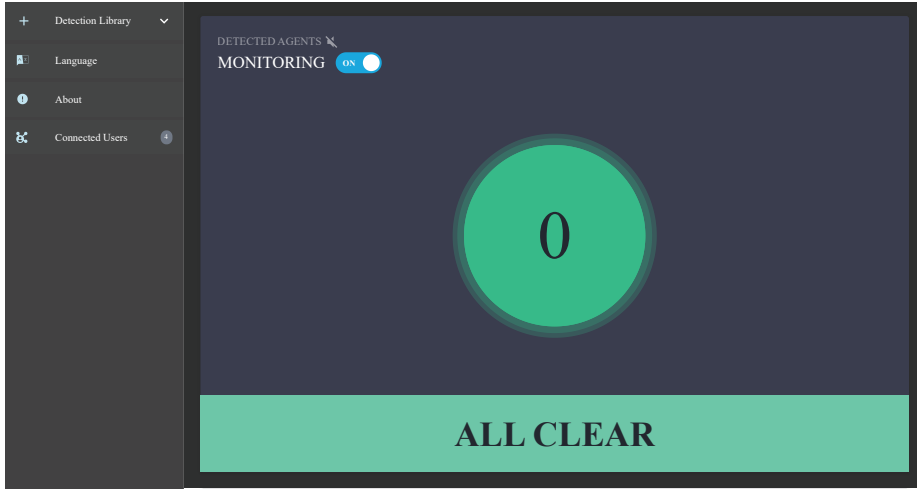 Detection Library
Language
About
Connected Users 4
DETECTED AGENTS
MONITORING ON
0
ALL CLEAR